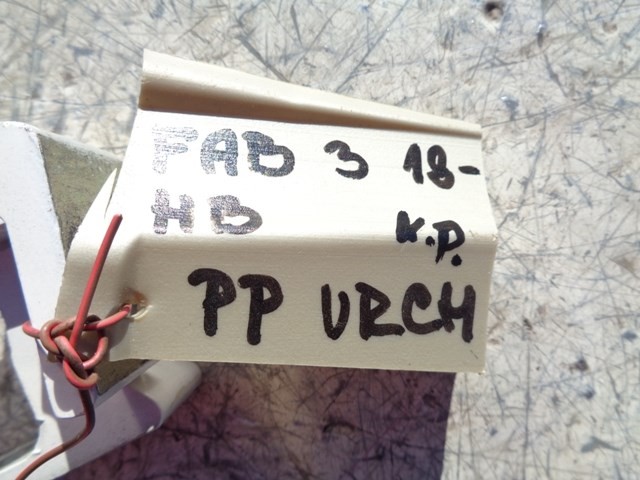 FAB 3 18-
HB K.P.
PP VRCH